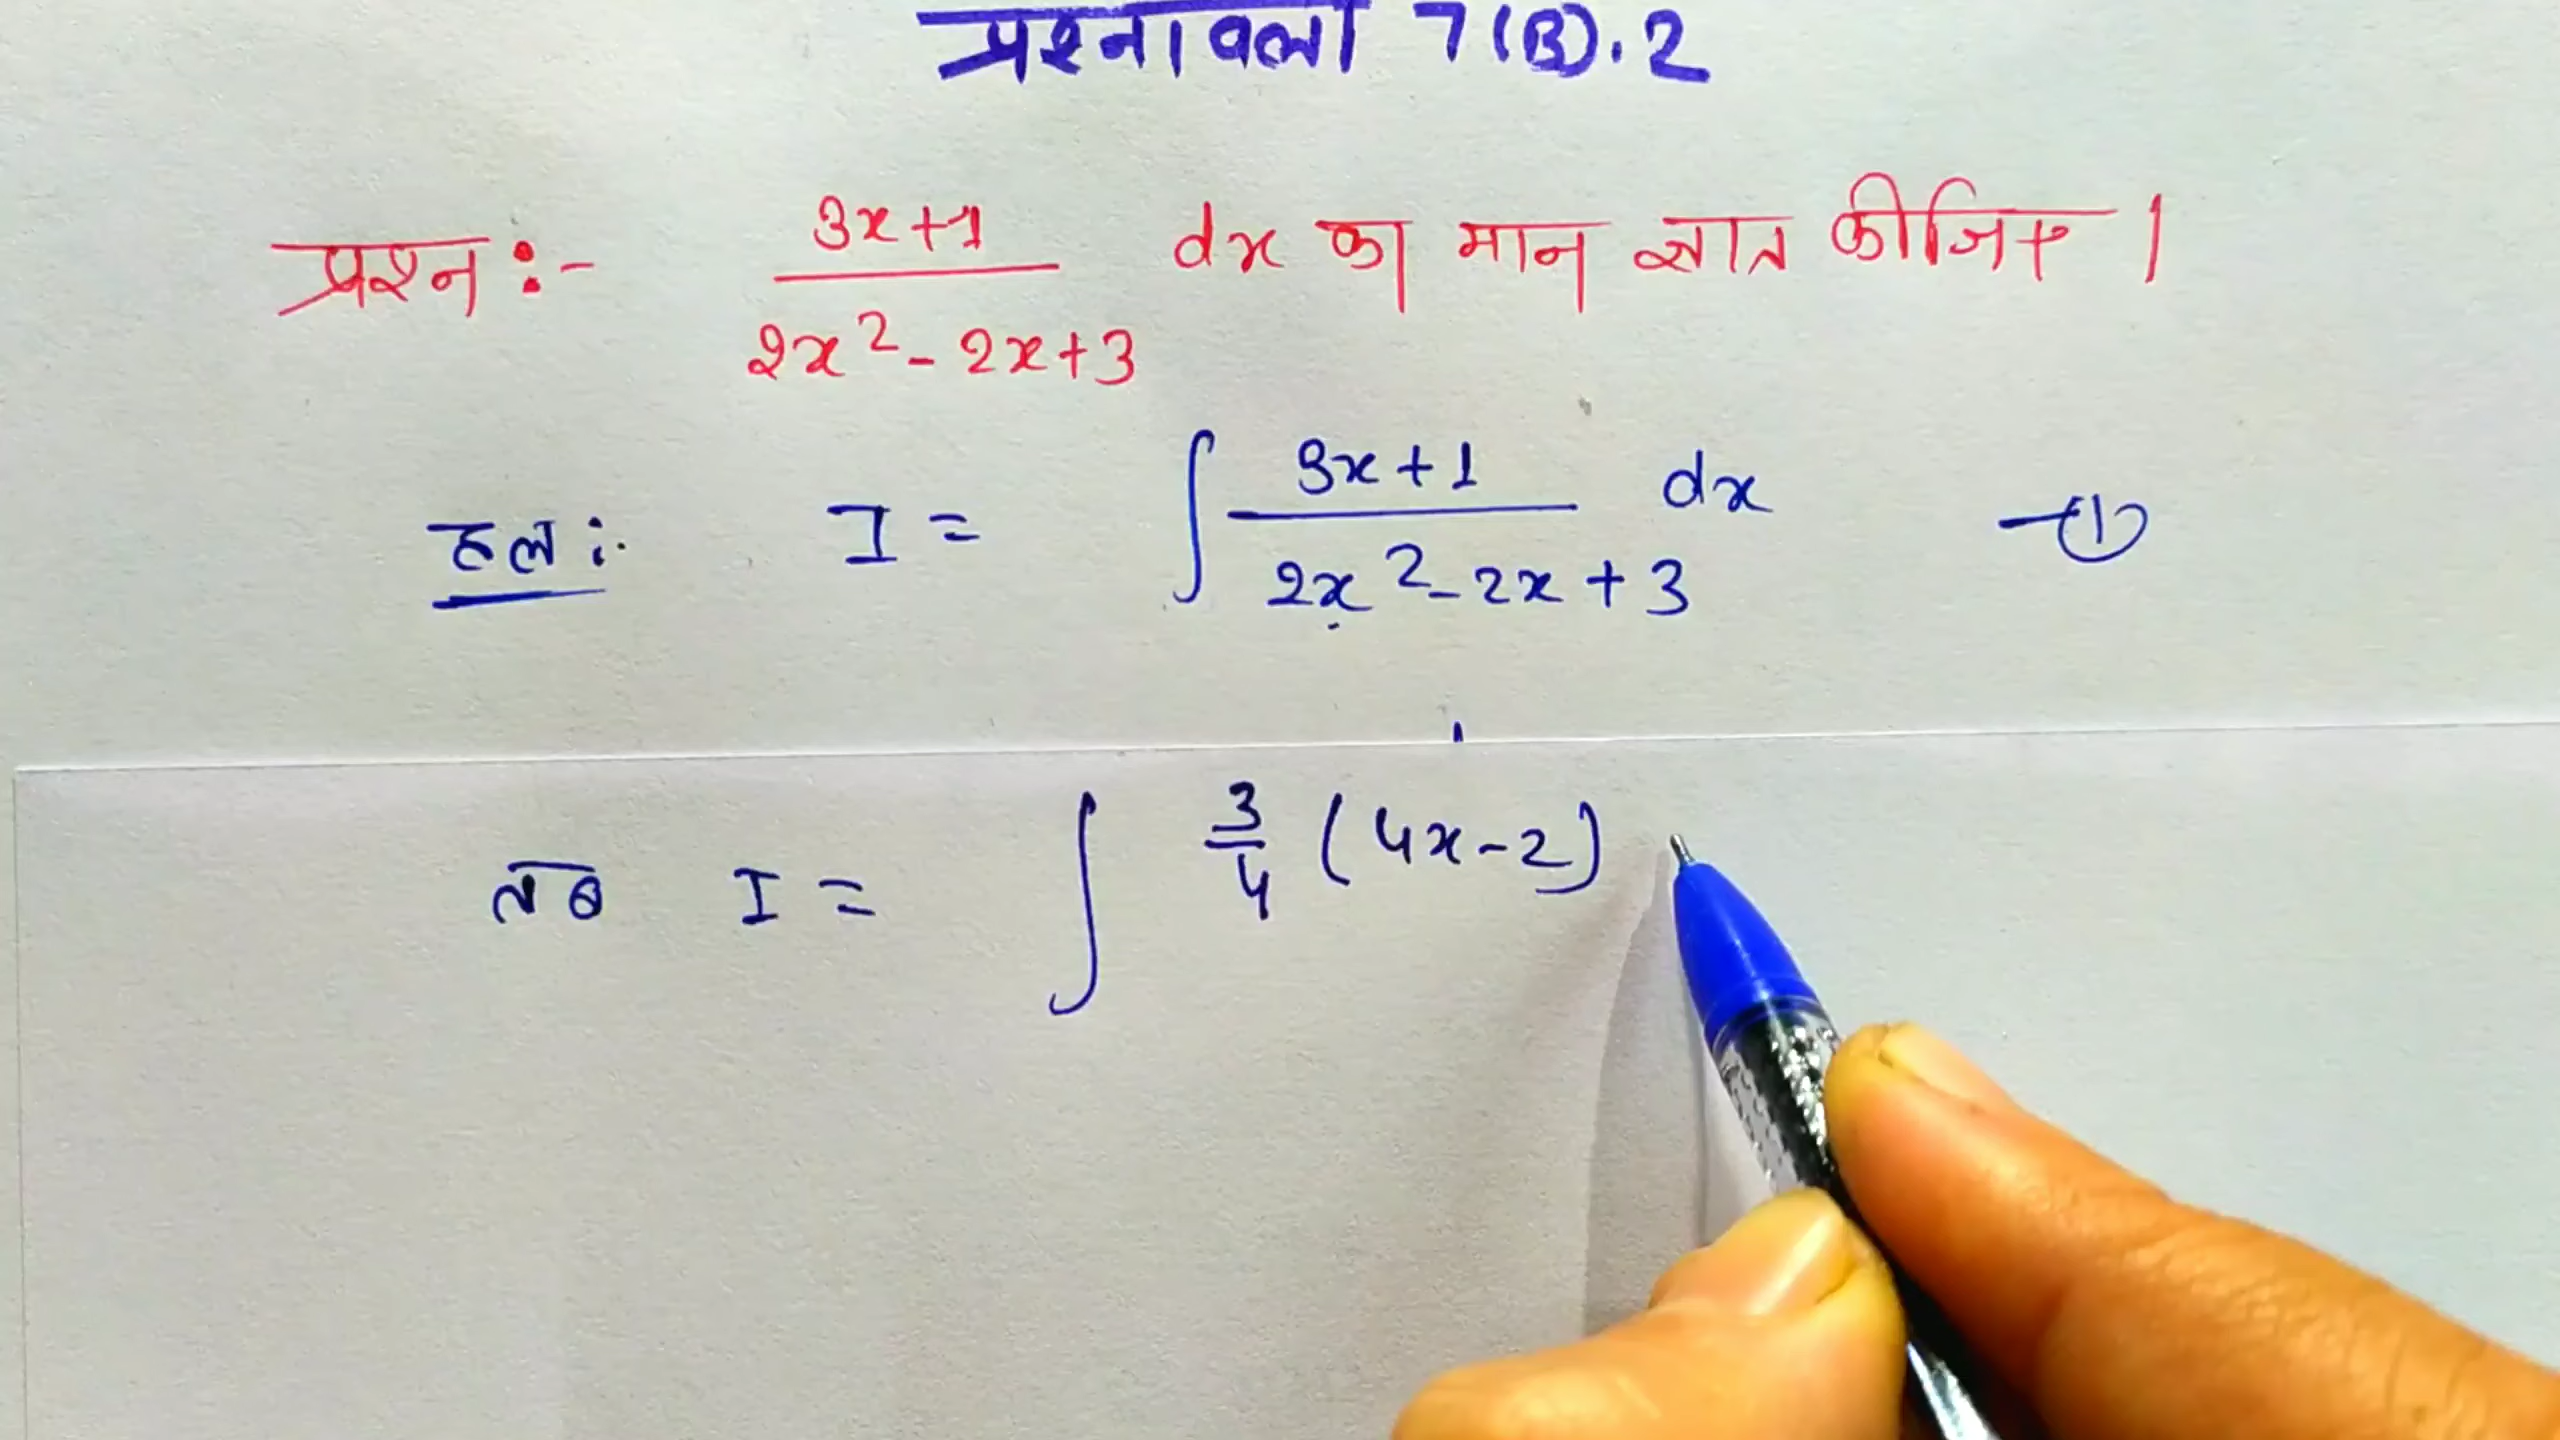 प्रश्नावली 7(B).2
प्रश्न :- 3x+1 / 2x² - 2x+3 dx का मान ज्ञात कीजिए ।
हल :- I = ∫ 3x+1 / 2x² - 2x + 3 dx —①
तब I = ∫ 3/4 (4x-2)